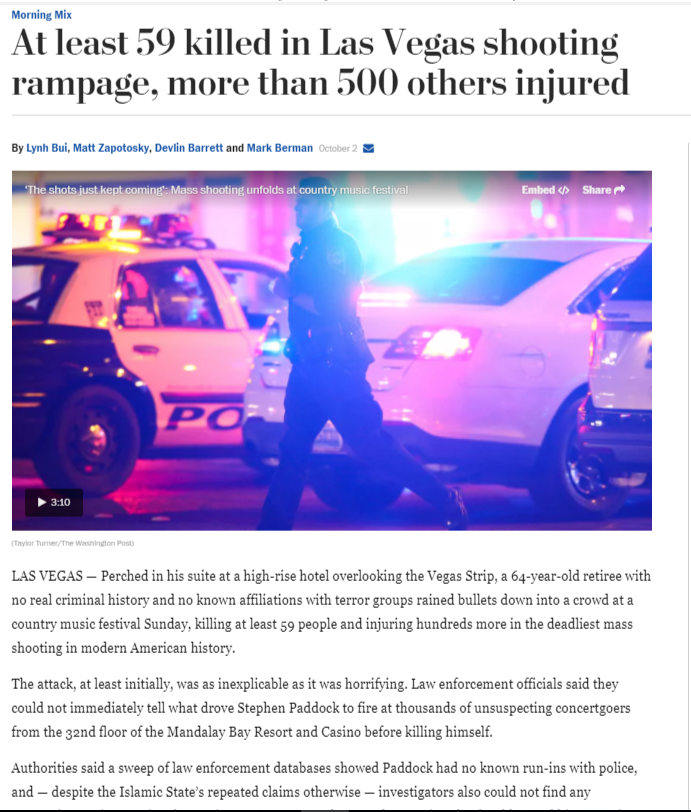 Morning Mix
At least 59 killed in Las Vegas shooting
rampage, more than 500 others injured
By Lynh Bui, Matt Zapotosky, Devlin Barrett and Mark Berman October 2
'The shots just kept coming': Mass shooting unfolds at country music festival Embed </> Share
PO
3:10
(Taylor Turner/The Washington Post)
LAS VEGAS — Perched in his suite at a high-rise hotel overlooking the Vegas Strip, a 64-year-old retiree with
no real criminal history and no known affiliations with terror groups rained bullets down into a crowd at a
country music festival Sunday, killing at least 59 people and injuring hundreds more in the deadliest mass
shooting in modern American history.
The attack, at least initially, was as inexplicable as it was horrifying. Law enforcement officials said they
could not immediately tell what drove Stephen Paddock to fire at thousands of unsuspecting concertgoers
from the 32nd floor of the Mandalay Bay Resort and Casino before killing himself.
Authorities said a sweep of law enforcement databases showed Paddock had no known run-ins with police,
and — despite the Islamic State's repeated claims otherwise — investigators also could not find any